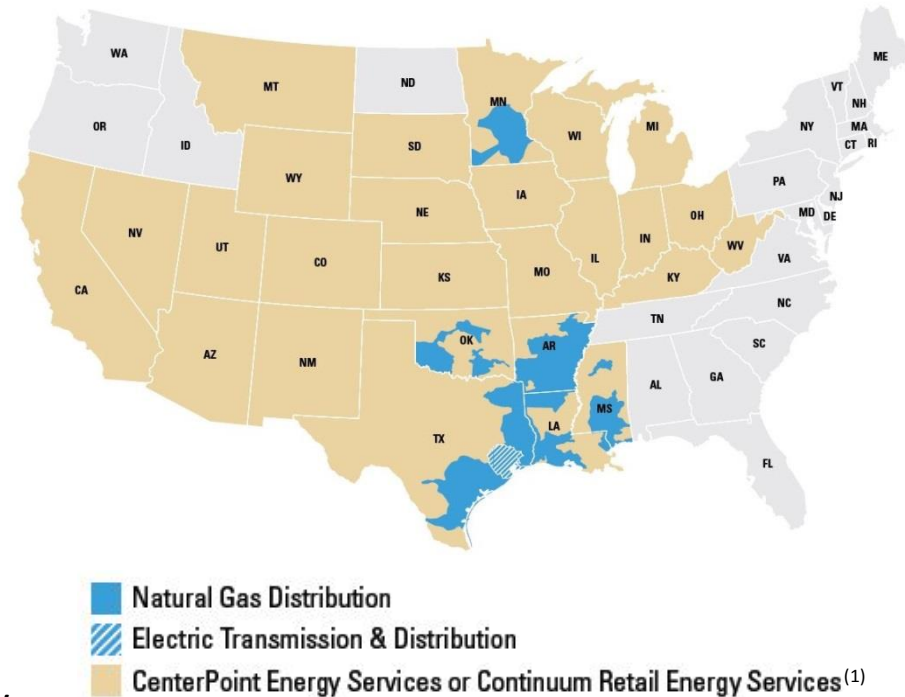 WA
ME
MT
ND
VT
MN
NH
OR
NY
MA
WI
MI
CT
RI
ID
SD
WY
PA
NJ
IA
MD
DE
NE
OH
NV
IN
IL
WV
UT
VA
CO
CA
KS
MO
KY
NC
TN
OK
SC
AR
AZ
NM
AL
GA
MS
LA
TX
FL
Natural Gas Distribution
Electric Transmission & Distribution
CenterPoint Energy Services or Continuum Retail Energy Services (1)